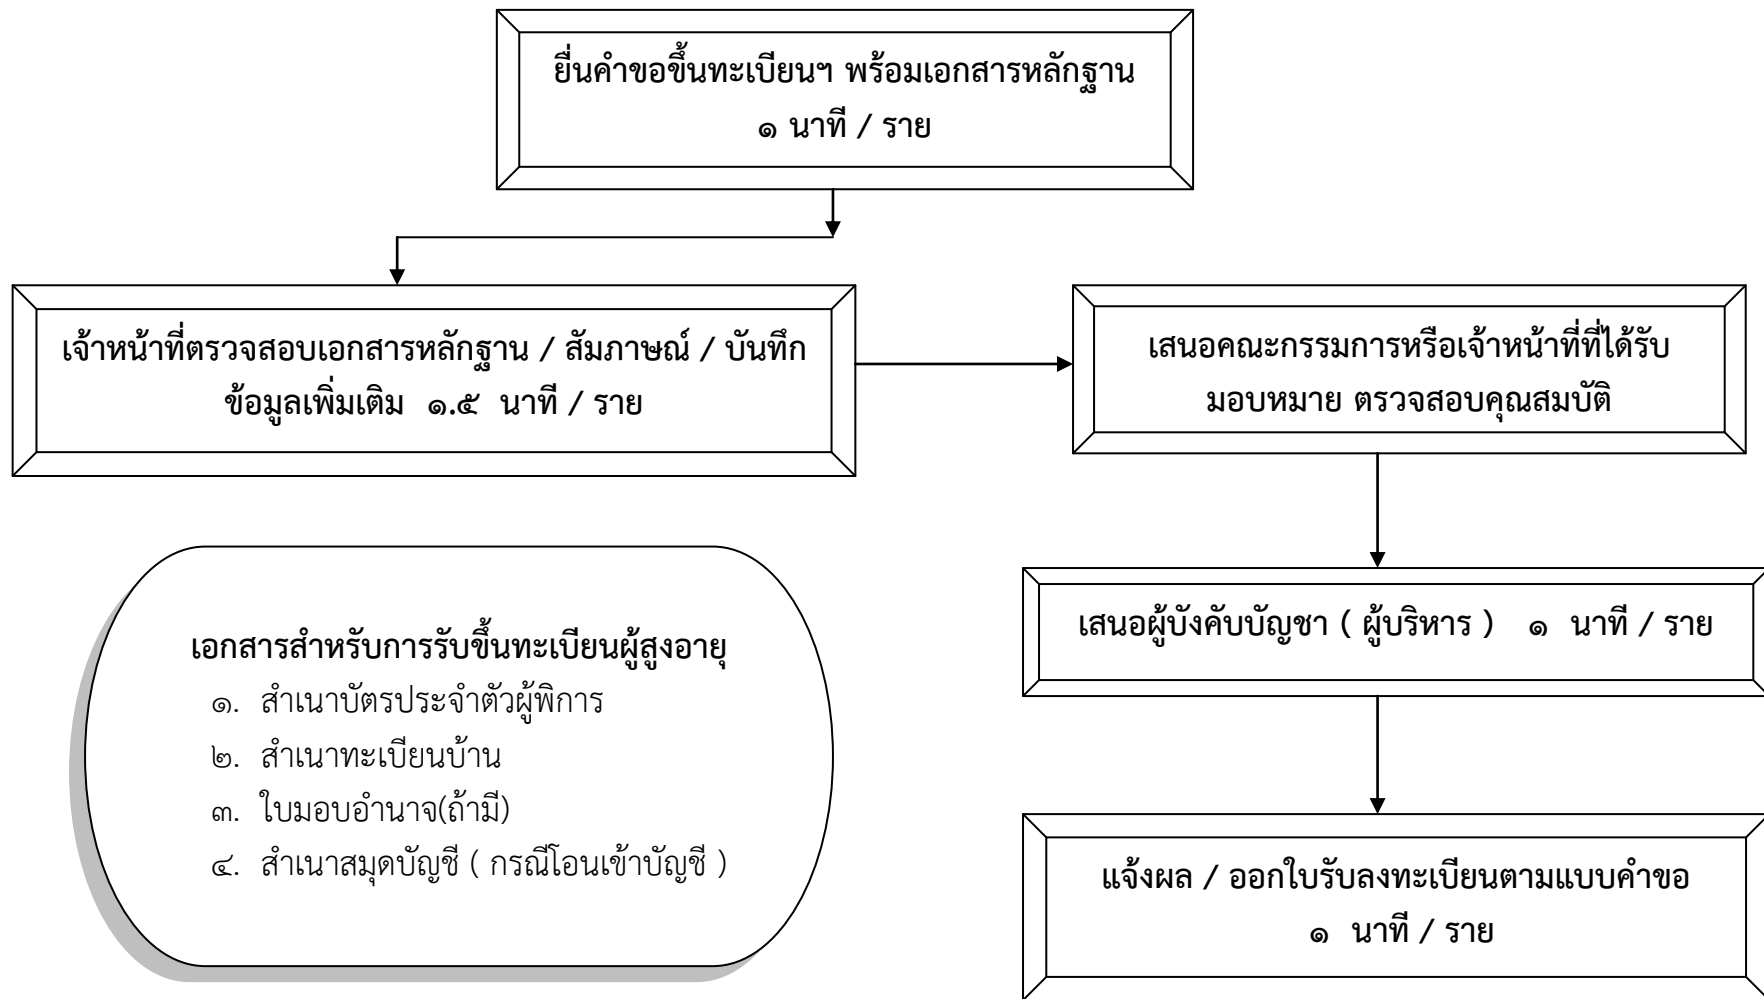 ยื่นคำขอขึ้นทะเบียนฯ พร้อมเอกสารหลักฐาน
๑ นาที / ราย
เจ้าหน้าที่ตรวจสอบเอกสารหลักฐาน / สัมภาษณ์ / บันทึก
ข้อมูลเพิ่มเติม ๑.๕ นาที / ราย
เสนอคณะกรรมการหรือเจ้าหน้าที่ที่ได้รับ
มอบหมาย ตรวจสอบคุณสมบัติ
เสนอผู้บังคับบัญชา ( ผู้บริหาร ) ๑ นาที / ราย
แจ้งผล / ออกใบรับลงทะเบียนตามแบบคำขอ
๑ นาที / ราย
เอกสารสำหรับการรับขึ้นทะเบียนผู้สูงอายุ
๑. สำเนาบัตรประจำตัวผู้พิการ
๒. สำเนาทะเบียนบ้าน
๓. ใบมอบอำนาจ(ถ้ามี)
๔. สำเนาสมุดบัญชี ( กรณีโอนเข้าบัญชี )